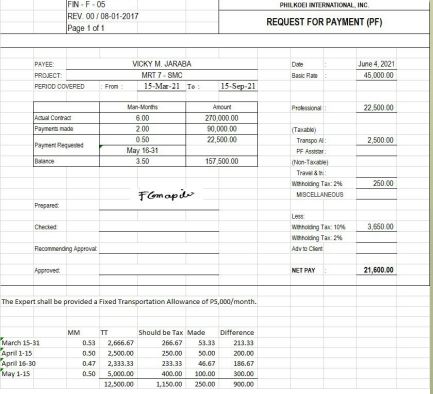 FIN - F - 05
REV. 00 / 08-01-2017
Page 1 of 1
PHILKOEI INTERNATIONAL, INC.
REQUEST FOR PAYMENT (PF)
PAYEE: VICKY M. JARABA Date : June 4, 2021
PROJECT: MRT 7 - SMC Basic Rate : 45,000.00
PERIOD COVERED : From : 15-Mar-21 To : 15-Sep-21
Man-Months Amount Professional : 22,500.00
Actual Contract 6.00 270,000.00
Payments made 2.00 90,000.00 (Taxable)
Payment Requested 0.50 22,500.00 Transpo Al : 2,500.00
May 16-31 PF Assistar
Balance 3.50 157,500.00 (Non-Taxable)
Travel & tri:
Withholding Tax: 2% 250.00
MISCELLANEOUS
Prepared:
Less:
Checked: Withholding Tax: 10% 3,650.00
Withholding Tax: 2%
Recommending Approval: Adv to Client
Approved: NET PAY : 21,600.00
The Expert shall be provided a Fixed Transportation Allowance of P5,000/month.
MM TT Should be Tax Made Difference
March 15-31 0.53 2,666.67 266.67 53.33 213.33
April 1-15 0.50 2,500.00 250.00 50.00 200.00
April 16-30 0.47 2,333.33 233.33 46.67 186.67
May 1-15 0.50 5,000.00 400.00 100.00 300.00
12,500.00 1,150.00 250.00 900.00